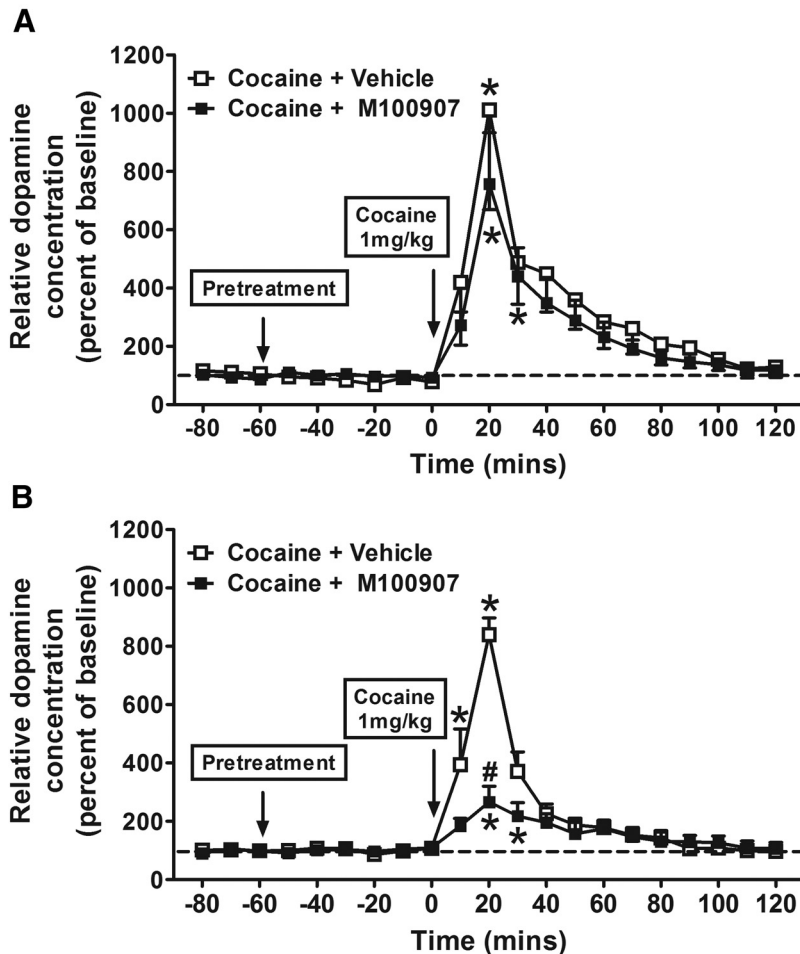 A
Relative dopamine
concentration
(percent of baseline)
1200
1000
800
600
400
200
0
Cocaine + Vehicle
Cocaine + M100907
*
Cocaine
1mg/kg
*
Pretreatment
*
-80 -60 -40 -20 0 20 40 60 80 100 120
Time (mins)
B
Relative dopamine
concentration
(percent of baseline)
1200
1000
800
600
400
200
0
Cocaine + Vehicle
Cocaine + M100907
*
Cocaine
1mg/kg
*
Pretreatment
#
*
*
-80 -60 -40 -20 0 20 40 60 80 100 120
Time (mins)